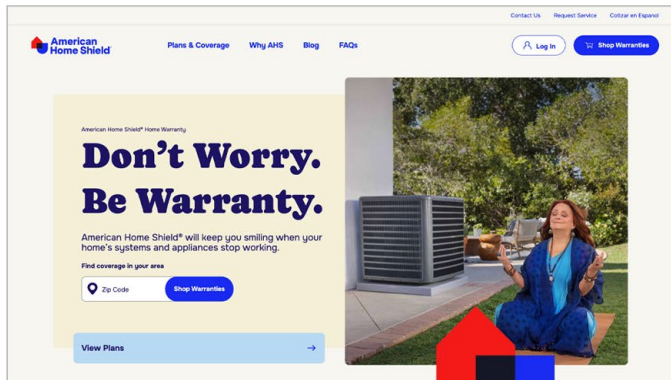 Contact Us Request Service Cotizar en Espanol
American
Home Shield
Plans & Coverage Why AHS Blog FAQs
Log In Shop Warranties
American Home Shield® Home Warranty
Don't Worry.
Be Warranty.
American Home Shield® will keep you smiling when your
home's systems and appliances stop working.
Find coverage in your area
Zip Code Shop Warranties
View Plans →